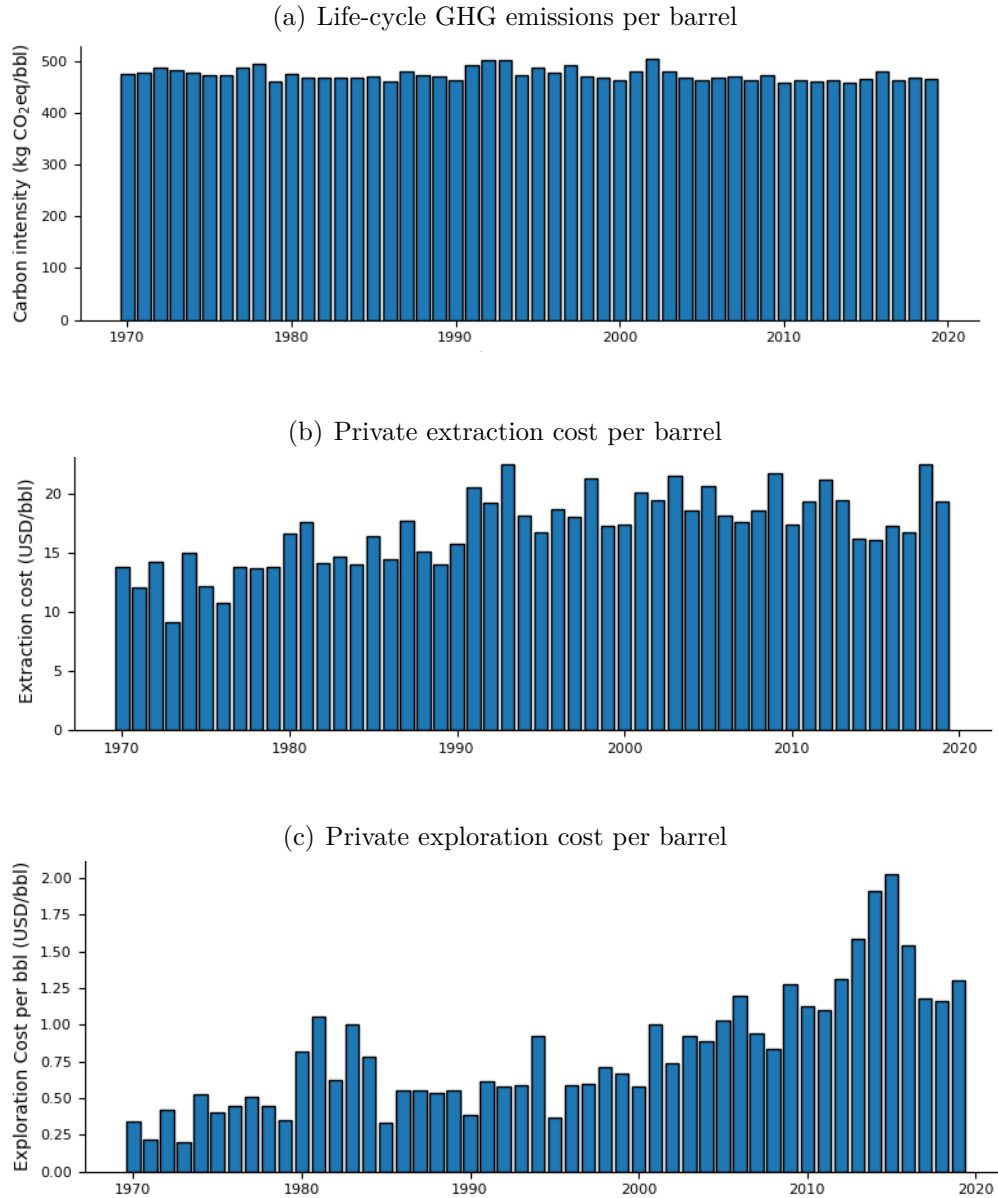 (a) Life-cycle GHG emissions per barrel
Carbon intensity (kg CO₂eq/bbl)
500
400
300
200
100
0
1970 1980 1990 2000 2010 2020
(b) Private extraction cost per barrel
Extraction cost (USD/bbl)
20
15
10
5
0
1970 1980 1990 2000 2010 2020
(c) Private exploration cost per barrel
Exploration Cost per bbl (USD/bbl)
2.00
1.75
1.50
1.25
1.00
0.75
0.50
0.25
0.00
1970 1980 1990 2000 2010 2020